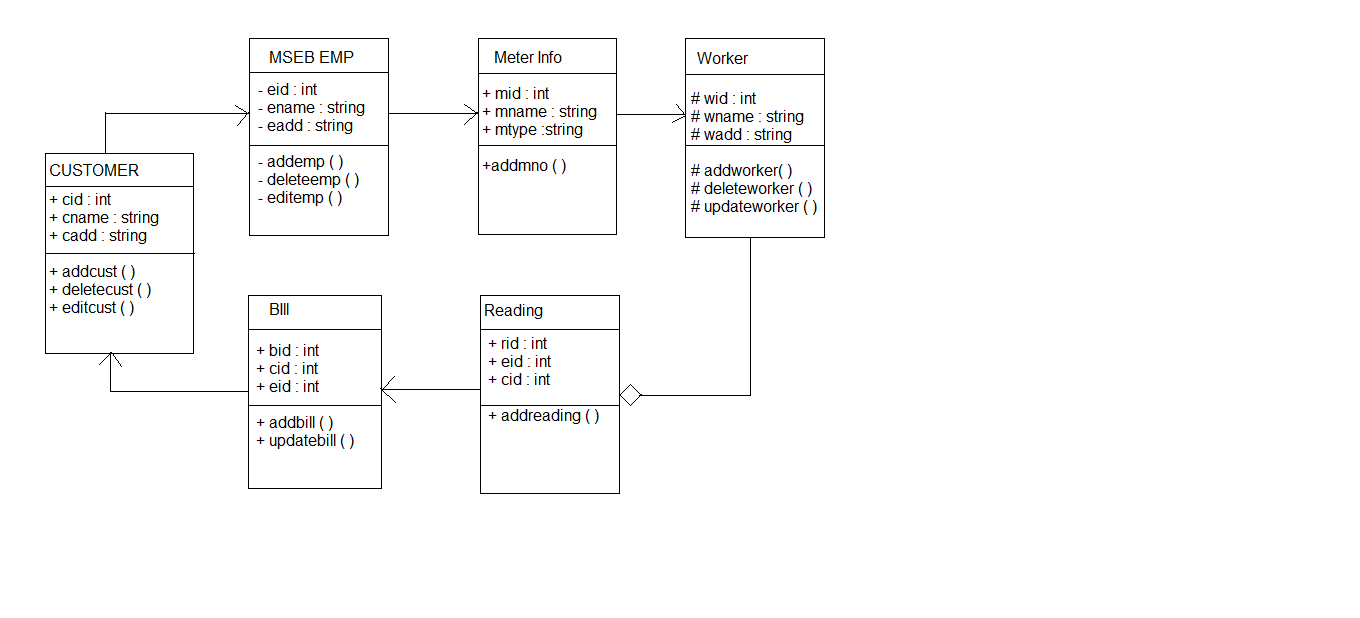 MSEB EMP
- eid : int
- ename : string
- eadd : string
- addemp ( )
- deleteemp ( )
- editemp ( )
Meter Info
+ mid : int
+ mname : string
+ mtype :string
+addmno ( )
Worker
# wid : int
# wname : string
# wadd : string
# addworker( )
# deleteworker ( )
# updateworker ( )
CUSTOMER
+ cid : int
+ cname : string
+ cadd : string
+ addcust ( )
+ deletecust ( )
+ editcust ( )
BIll
+ bid : int
+ cid : int
+ eid : int
+ addbill ( )
+ updatebill ( )
Reading
+ rid : int
+ eid : int
+ cid : int
+ addreading ( )